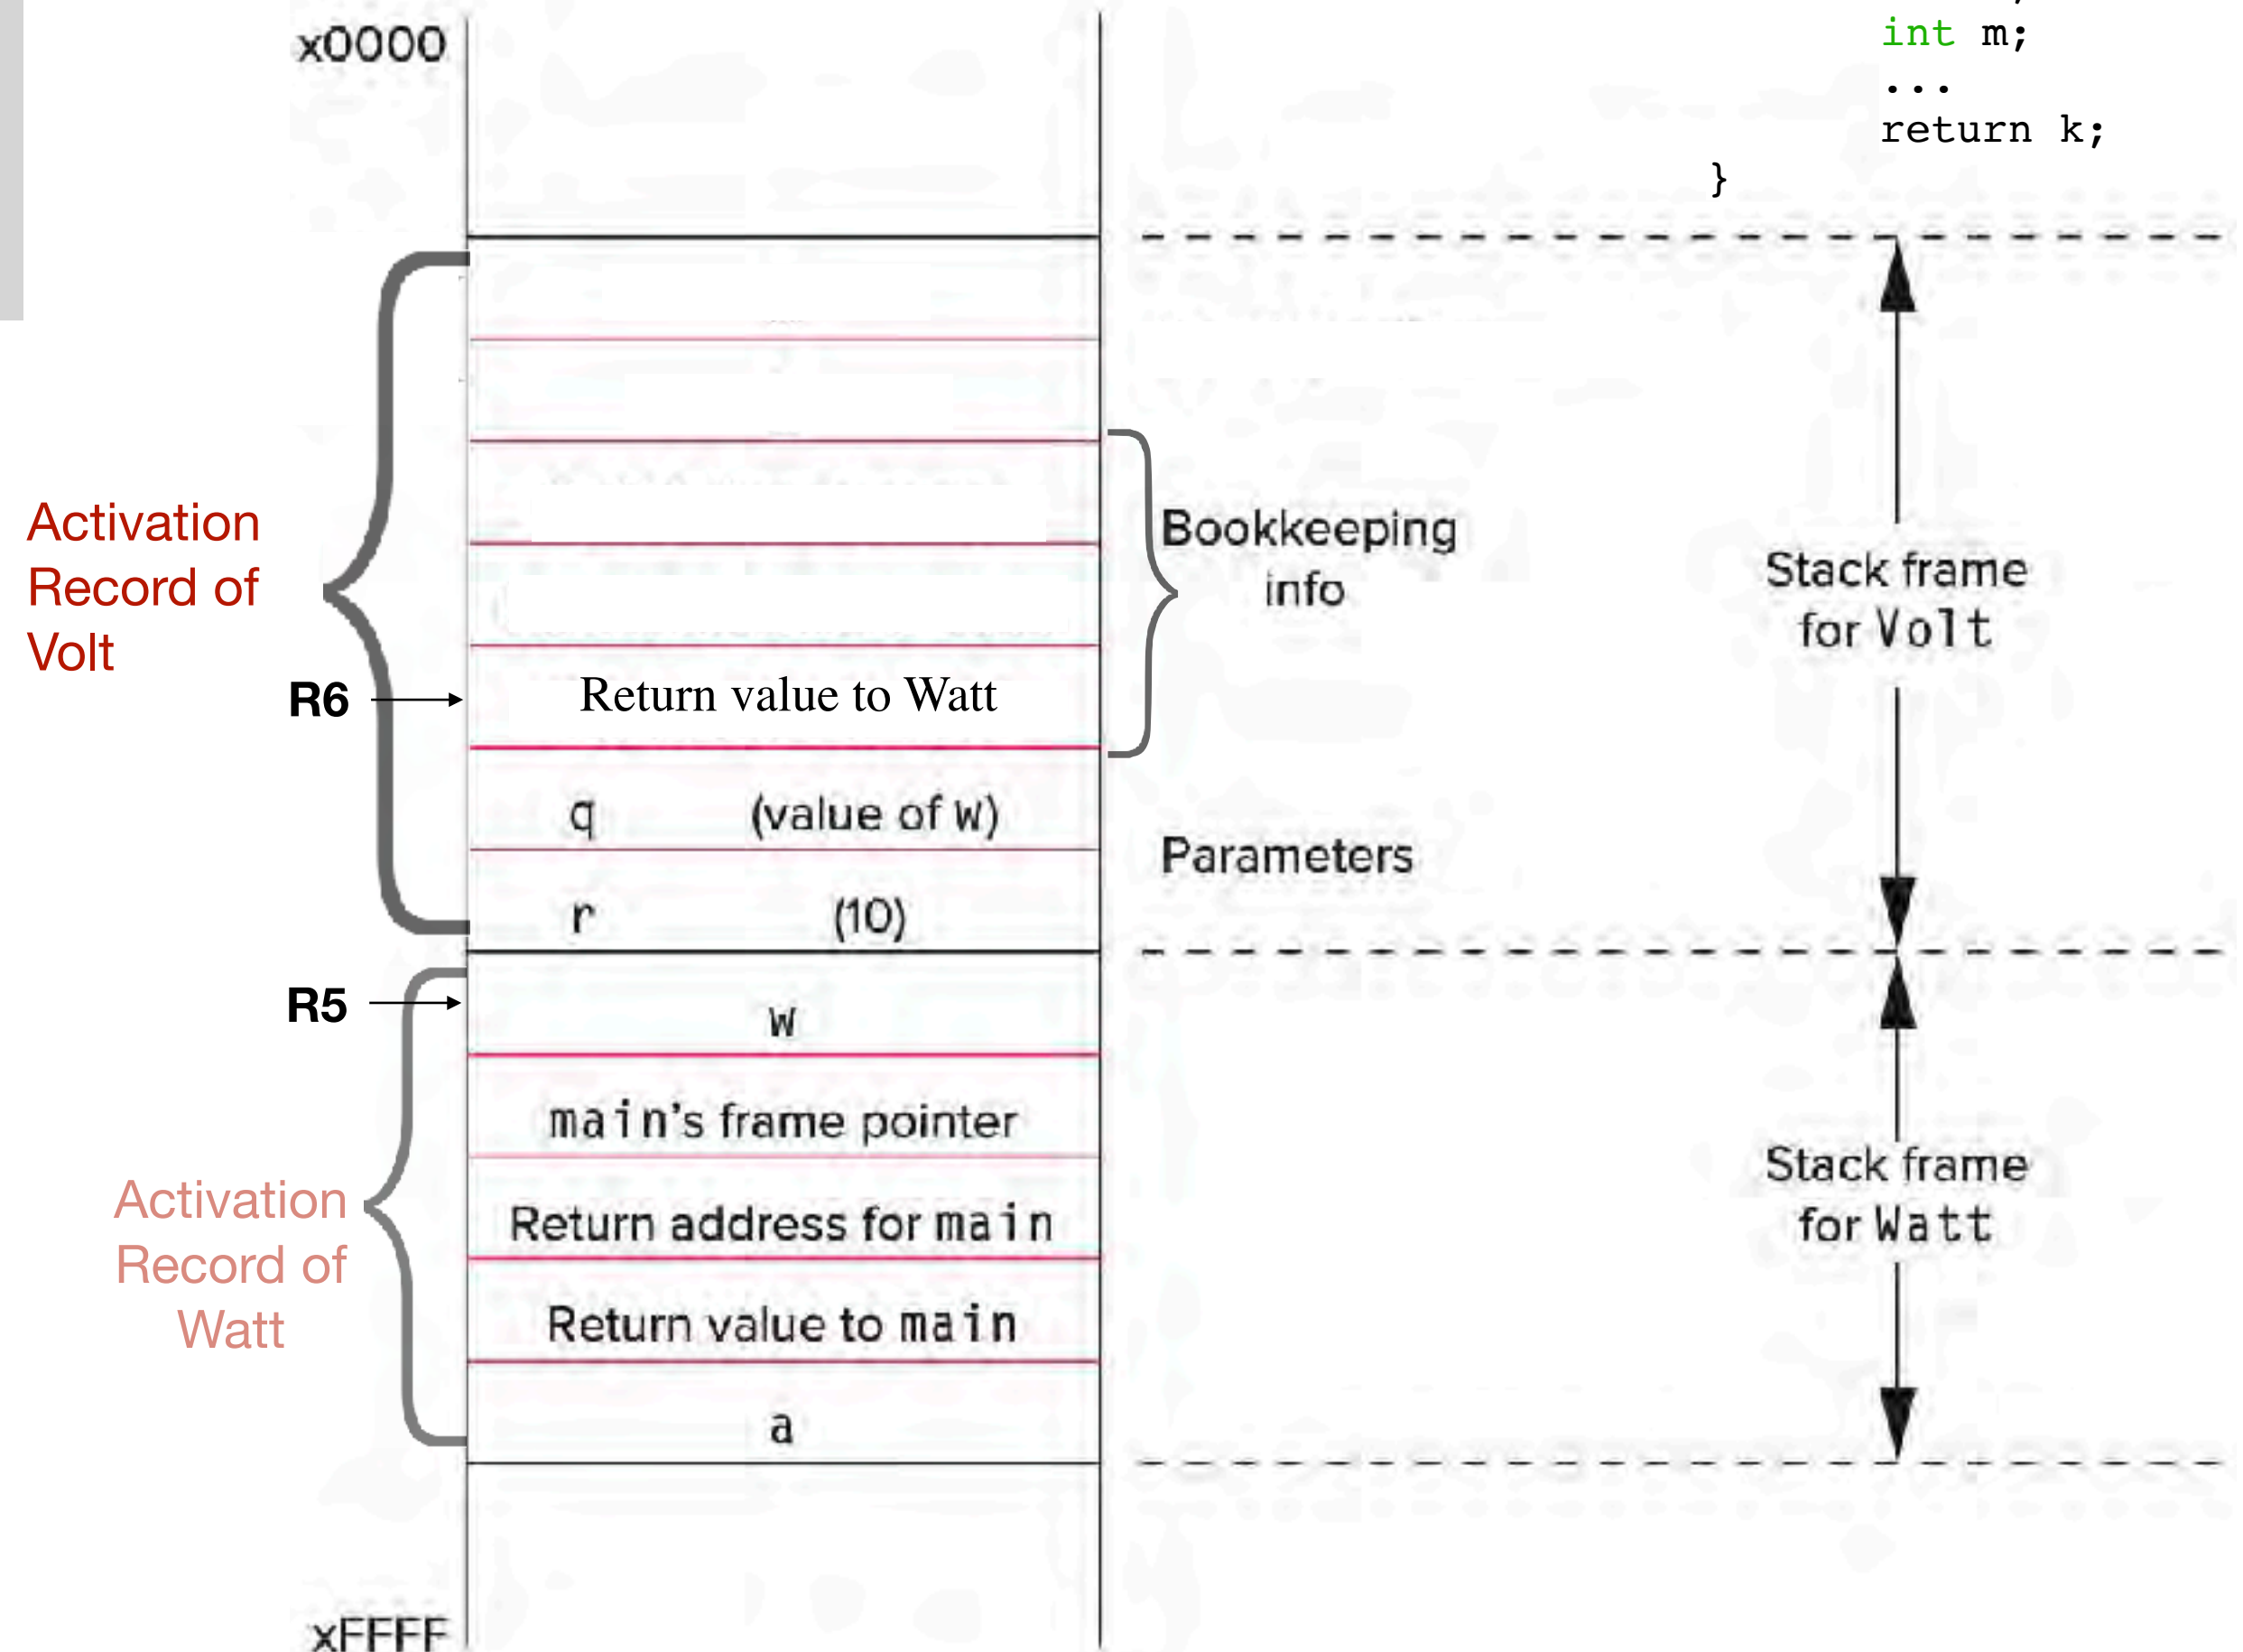 x0000
int m;
...
return k;
}
Activation
Record of
Volt
Bookkeeping
info
Stack frame
for Volt
R6
Return value to Watt
q (value of w)
Parameters
r (10)
R5
w
main's frame pointer
Activation
Record of
Watt
Return address for main
Stack frame
for Watt
Return value to main
a
xFFFF